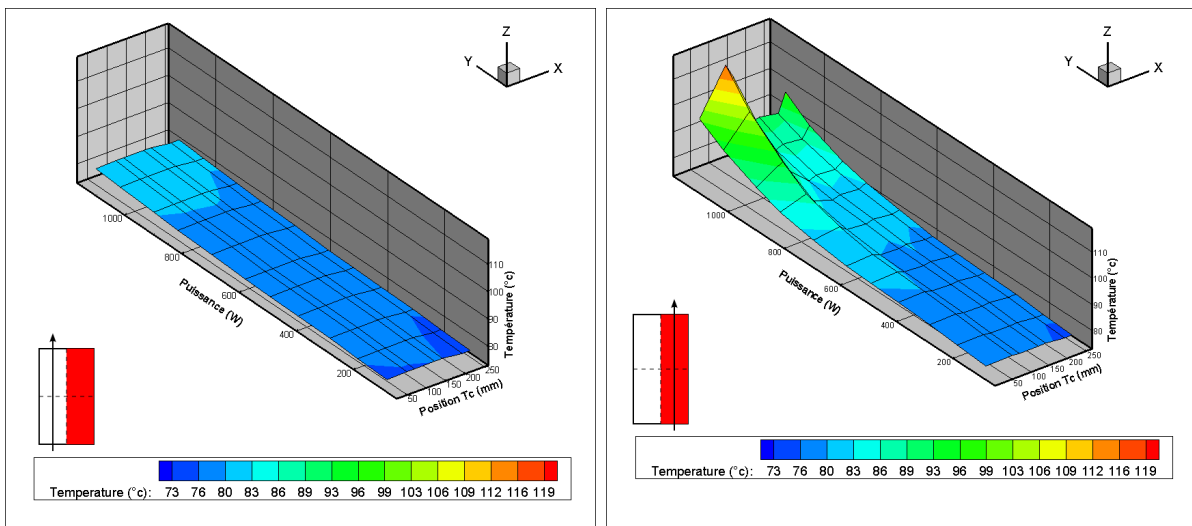 Z
Y
X
1000
800
600
400
200
Puissance (W)
110
100
90
80
Température (°c)
50
100
150
200
250
Position Tc (mm)
Temperature (°c):
73 76 80 83 86 89 93 96 99 103 106 109 112 116 119
Z
Y
X
1000
800
600
400
200
Puissance (W)
110
100
90
80
Température (°c)
50
100
150
200
250
Position Tc (mm)
Temperature (°c):
73 76 80 83 86 89 93 96 99 103 106 109 112 116 119